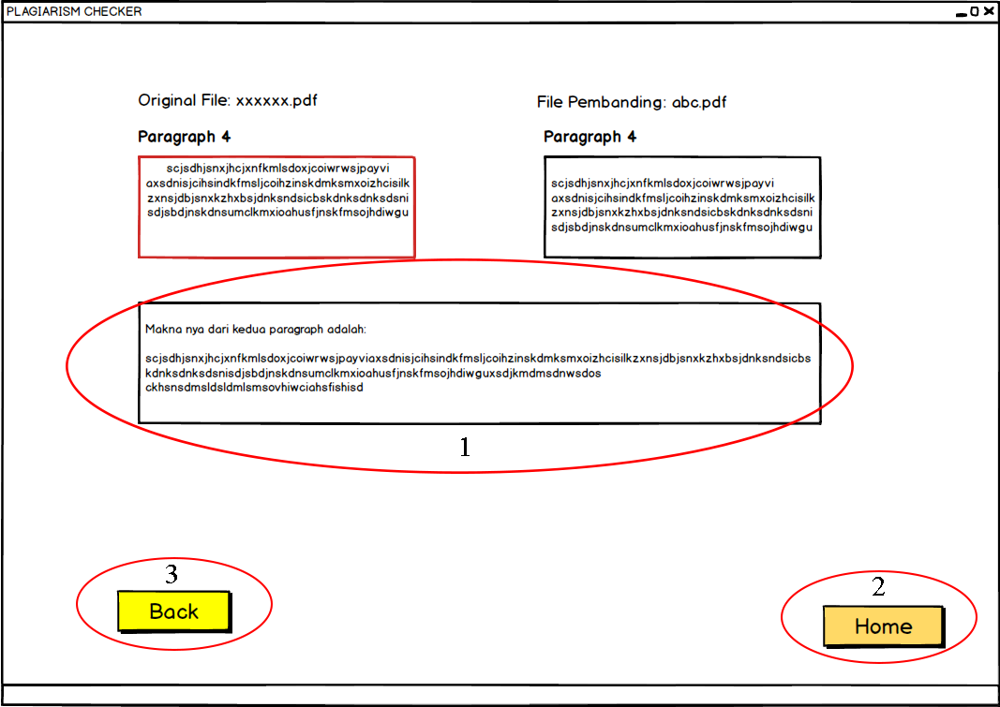 PLAGIARISM CHECKER
Original File: xxxxxx.pdf
File Pembanding: abc.pdf
Paragraph 4
Paragraph 4
scjsdhjsnxjhcjxnfkmlsdoxjcoiwrwsjpayvi
axsdnisjcihsindkfmsljcoihzinskdmksmxoizhcisilk
zxnsjdbjsnxkzhxbsjdnksndsicbskdnksdnksdsni
sdjsbdjnskdnsumclkmxioahusfjnskfmsojhdiwgu
scjsdhjsnxjhcjxnfkmlsdoxjcoiwrwsjpayvi
axsdnisjcihsindkfmsljcoihzinskdmksmxoizhcisilk
zxnsjdbjsnxkzhxbsjdnksndsicbskdnksdnksdsni
sdjsbdjnskdnsumclkmxioahusfjnskfmsojhdiwgu
Makna nya dari kedua paragraph adalah:
scjsdhjsnxjhcjxnfkmlsdoxjcoiwrwsjpayviaxsdnisjcihsindkfmsljcoihzinskdmksmxoizhcisilkzxnsjdbjsnxkzhxbsjdnksndsicbs
kdnksdnksdsnisdjsbdjnskdnsumclkmxioahusfjnskfmsojhdiwguxsdjkmdmsdnwsdos
ckhsnsdmsldsldmlsmsovhiwciahsfishisd
1
3
Back
2
Home